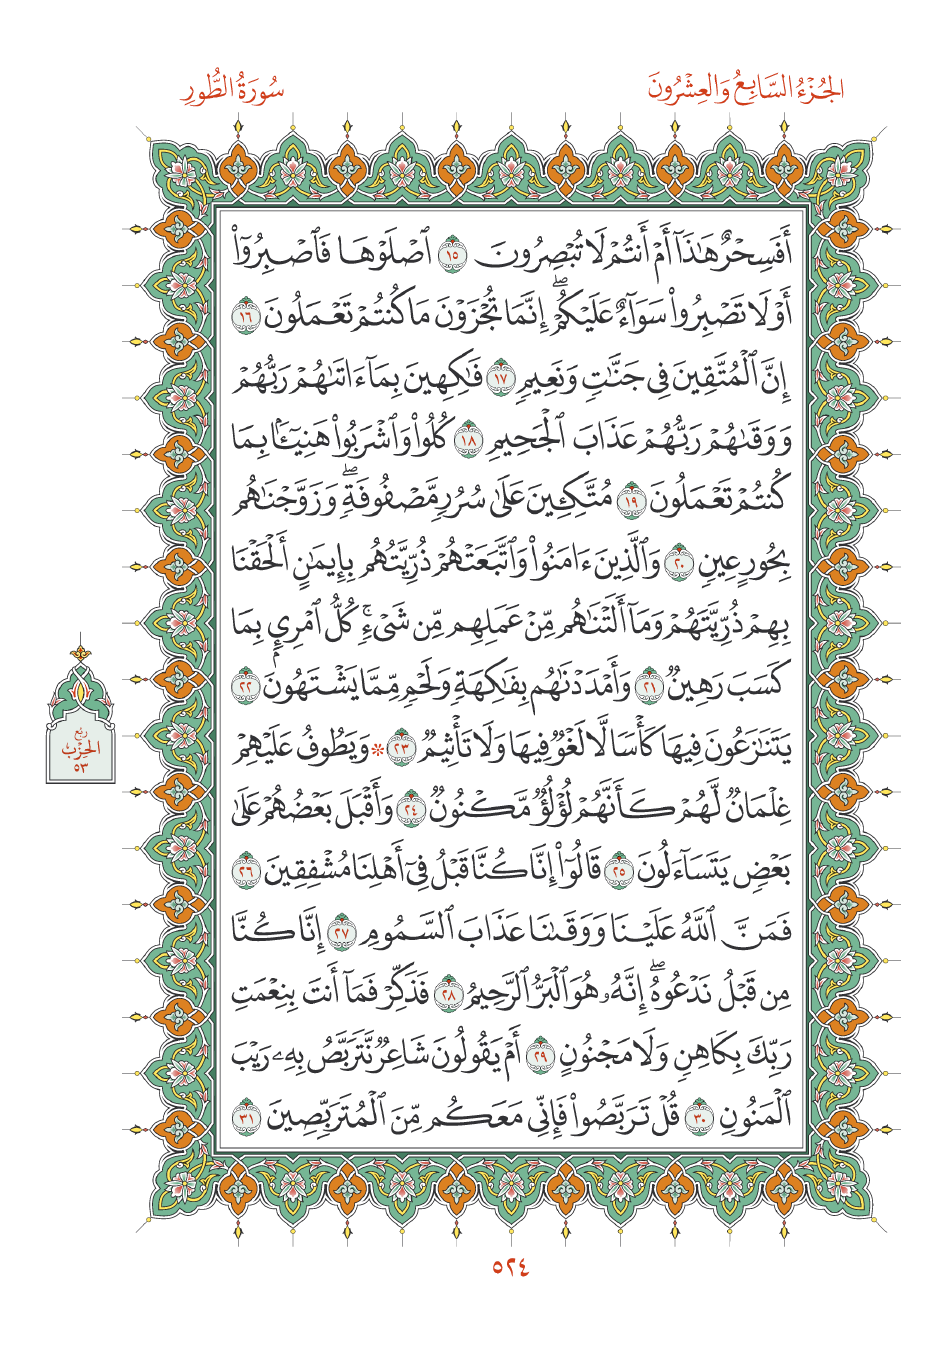 الجُزْءُ السَّابِعُ وَالعِشْرُونَ
سُورَةُ الطُّورِ
أَفَسِحْرٌ هَٰذَآ أَمْ أَنتُمْ لَا تُبْصِرُونَ ١٥ ٱصْلَوْهَا فَٱصْبِرُوٓا۟
أَوْ لَا تَصْبِرُوا۟ سَوَآءٌ عَلَيْكُمْ ۖ إِنَّمَا تُجْزَوْنَ مَا كُنتُمْ تَعْمَلُونَ ١٦
إِنَّ ٱلْمُتَّقِينَ فِى جَنَّٰتٍ وَنَعِيمٍ ١٧ فَٰكِهِينَ بِمَآ ءَاتَىٰهُمْ رَبُّهُمْ
وَوَقَىٰهُمْ رَبُّهُمْ عَذَابَ ٱلْجَحِيمِ ١٨ كُلُوا۟ وَٱشْرَبُوا۟ هَنِيٓـًٔۢا بِمَا
كُنتُمْ تَعْمَلُونَ ١٩ مُتَّكِـِٔينَ عَلَىٰ سُرُرٍ مَّصْفُوفَةٍ ۖ وَزَوَّجْنَٰهُم
بِحُورٍ عِينٍ ٢٠ وَٱلَّذِينَ ءَامَنُوا۟ وَٱتَّبَعَتْهُمْ ذُرِّيَّتُهُم بِإِيمَٰنٍ أَلْحَقْنَا
بِهِمْ ذُرِّيَّتَهُمْ وَمَآ أَلَتْنَٰهُم مِّنْ عَمَلِهِم مِّن شَىْءٍ ۚ كُلُّ ٱمْرِئٍۭ بِمَا
كَسَبَ رَهِينٌ ٢١ وَأَمْدَدْنَٰهُم بِفَٰكِهَةٍ وَلَحْمٍ مِّمَّا يَشْتَهُونَ ٢٢
يَتَنَٰزَعُونَ فِيهَا كَأْسًا لَّا لَغْوٌ فِيهَا وَلَا تَأْثِيمٌ ٢٣ ۞ وَيَطُوفُ عَلَيْهِمْ
غِلْمَانٌ لَّهُمْ كَأَنَّهُمْ لُؤْلُؤٌ مَّكْنُونٌ ٢٤ وَأَقْبَلَ بَعْضُهُمْ عَلَىٰ
بَعْضٍ يَتَسَآءَلُونَ ٢٥ قَالُوٓا۟ إِنَّا كُنَّا قَبْلُ فِىٓ أَهْلِنَا مُشْفِقِينَ ٢٦
فَمَنَّ ٱللَّهُ عَلَيْنَا وَوَقَىٰنَا عَذَابَ ٱلسَّمُومِ ٢٧ إِنَّا كُنَّا
مِن قَبْلُ نَدْعُوهُ ۖ إِنَّهُۥ هُوَ ٱلْبَرُّ ٱلرَّحِيمُ ٢٨ فَذَكِّرْ فَمَآ أَنتَ بِنِعْمَتِ
رَبِّكَ بِكَاهِنٍ وَلَا مَجْنُونٍ ٢٩ أَمْ يَقُولُونَ شَاعِرٌ نَّتَرَبَّصُ بِهِۦ رَيْبَ
ٱلْمَنُونِ ٣٠ قُلْ تَرَبَّصُوا۟ فَإِنِّى مَعَكُم مِّنَ ٱلْمُتَرَبِّصِينَ ٣١
رُبْع
الحِزْبِ
٥٣
٥٢٤